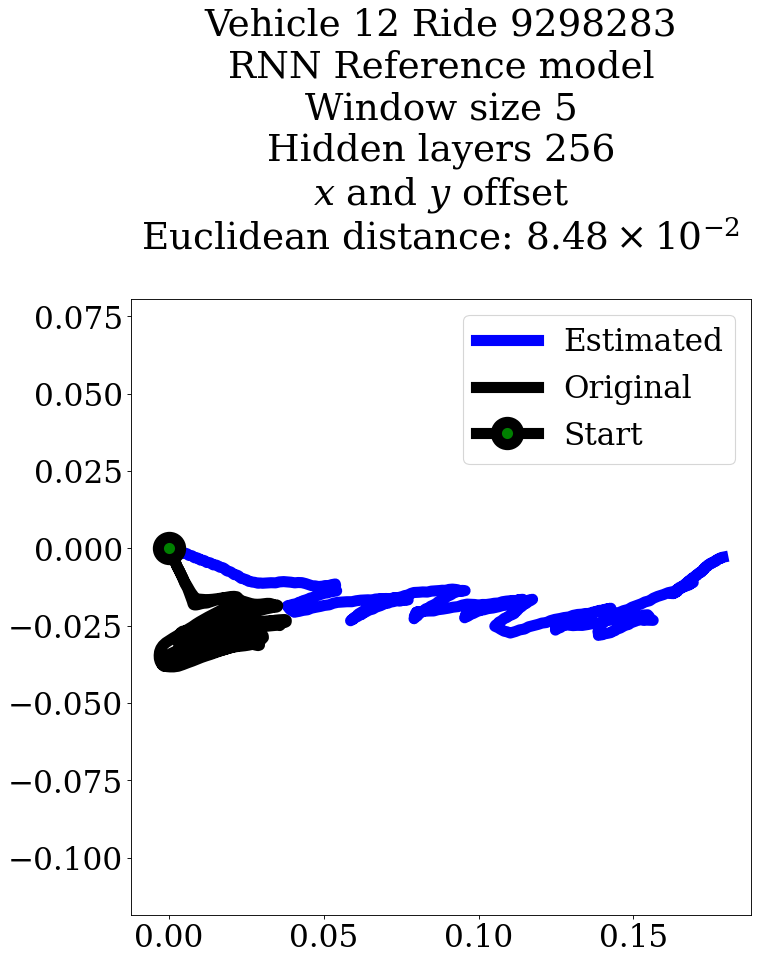 Vehicle 12 Ride 9298283
RNN Reference model
Window size 5
Hidden layers 256
x and y offset
Euclidean distance: 8.48 × 10⁻²
Estimated
Original
Start
0.075
0.050
0.025
0.000
−0.025
−0.050
−0.075
−0.100
0.00 0.05 0.10 0.15